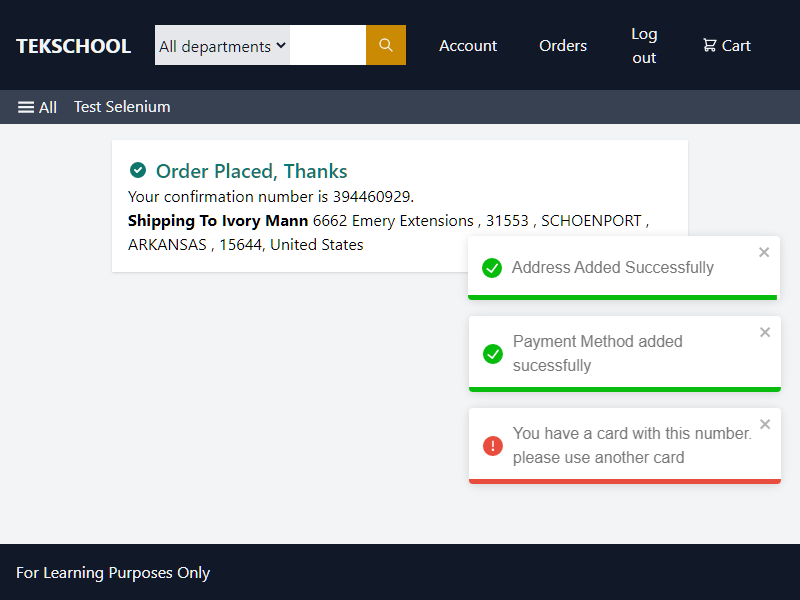 TEKSCHOOL
All departments
Account
Orders
Log
out
Cart
All
Test Selenium
Order Placed, Thanks
Your confirmation number is 394460929.
Shipping To Ivory Mann 6662 Emery Extensions , 31553 , SCHOENPORT ,
ARKANSAS , 15644, United States
Address Added Successfully
Payment Method added
sucessfully
You have a card with this number.
please use another card
For Learning Purposes Only